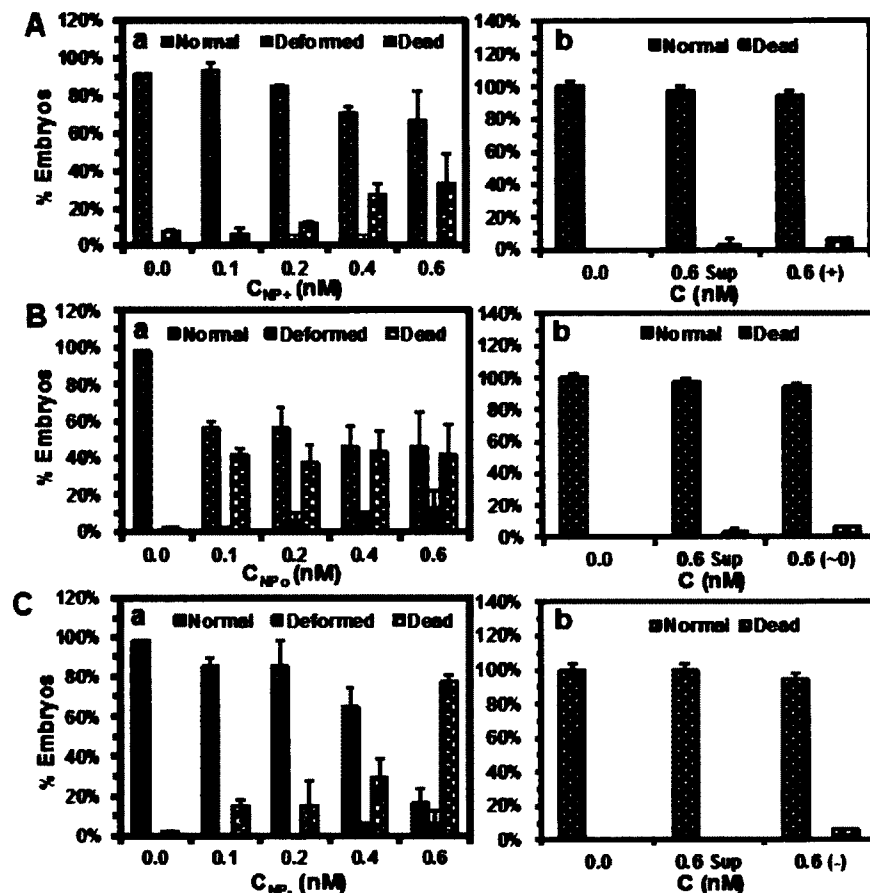 A
a
Normal Deformed Dead
120%
100%
80%
60%
40%
20%
0%
% Embryos
0.0 0.1 0.2 0.4 0.6
C NP+ (nM)
b
Normal Dead
140%
120%
100%
80%
60%
40%
20%
0%
0.0 0.6 Sup 0.6 (+)
C (nM)
B
a
Normal Deformed Dead
120%
100%
80%
60%
40%
20%
0%
% Embryos
0.0 0.1 0.2 0.4 0.6
C NPo (nM)
b
Normal Dead
140%
120%
100%
80%
60%
40%
20%
0%
0.0 0.6 Sup 0.6 (~0)
C (nM)
C
a
Normal Deformed Dead
120%
100%
80%
60%
40%
20%
0%
% Embryos
0.0 0.1 0.2 0.4 0.6
C NP- (nM)
b
Normal Dead
140%
120%
100%
80%
60%
40%
20%
0%
0.0 0.6 Sup 0.6 (-)
C (nM)